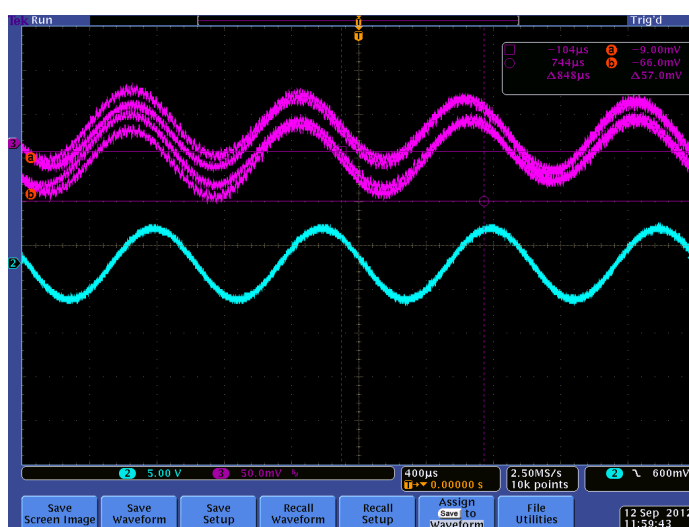 Tek Run Trig'd
T
T
-104µs a -9.00mV
744µs b -66.0mV
Δ848µs Δ57.0mV
3
a
b
2
2 5.00 V 3 50.0mV
400µs 2.50MS/s 2 600mV
T 0.00000 s 10k points
Save Screen Image
Save Waveform
Save Setup
Recall Waveform
Recall Setup
Assign Save to Waveform
File Utilities
12 Sep 2012
11:59:43